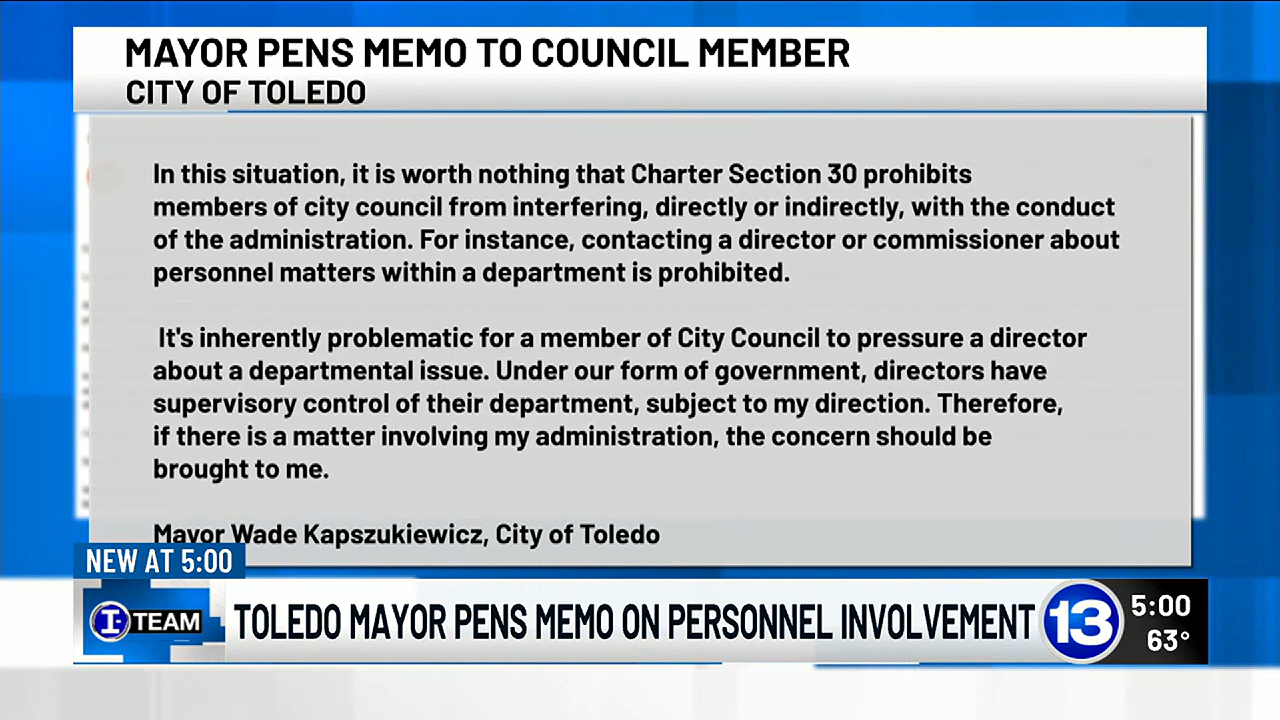 MAYOR PENS MEMO TO COUNCIL MEMBER
CITY OF TOLEDO
In this situation, it is worth nothing that Charter Section 30 prohibits
members of city council from interfering, directly or indirectly, with the conduct
of the administration. For instance, contacting a director or commissioner about
personnel matters within a department is prohibited.
It's inherently problematic for a member of City Council to pressure a director
about a departmental issue. Under our form of government, directors have
supervisory control of their department, subject to my direction. Therefore,
if there is a matter involving my administration, the concern should be
brought to me.
Mayor Wade Kapszukiewicz, City of Toledo
NEW AT 5:00
I TEAM
TOLEDO MAYOR PENS MEMO ON PERSONNEL INVOLVEMENT
13
5:00
63°